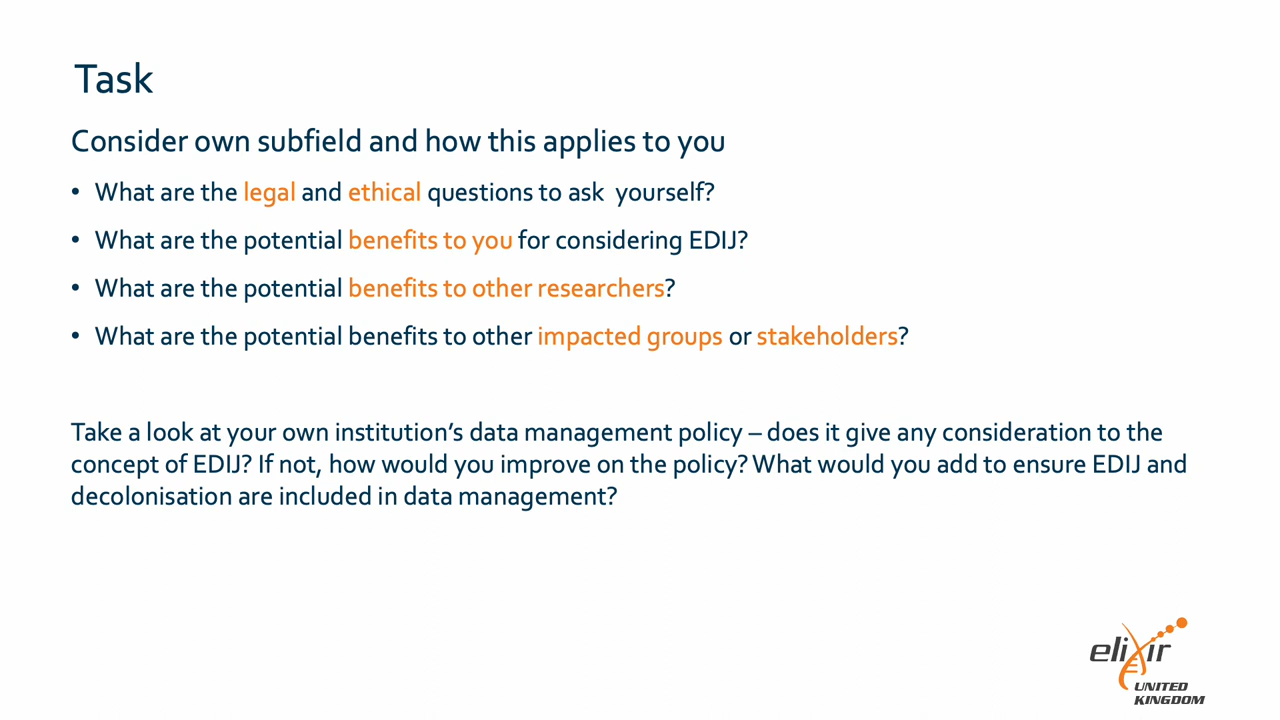 Task
Consider own subfield and how this applies to you
• What are the legal and ethical questions to ask  yourself?
• What are the potential benefits to you for considering EDIJ?
• What are the potential benefits to other researchers?
• What are the potential benefits to other impacted groups or stakeholders?
Take a look at your own institution’s data management policy – does it give any consideration to the
concept of EDIJ? If not, how would you improve on the policy? What would you add to ensure EDIJ and
decolonisation are included in data management?
elixir
UNITED
KINGDOM